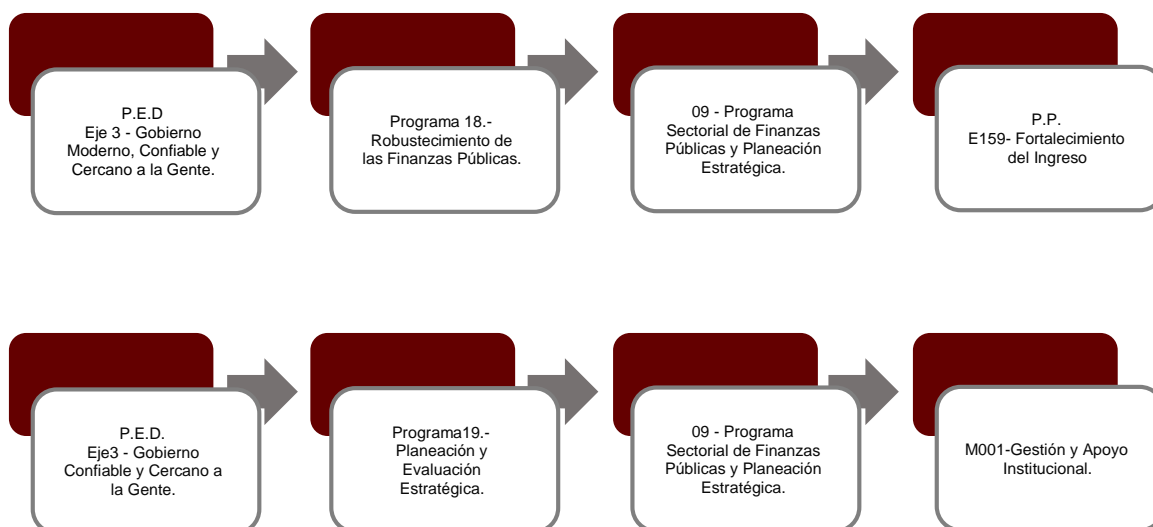 P.E.D
Eje 3 - Gobierno
Moderno, Confiable y
Cercano a la Gente.
Programa 18.-
Robustecimiento de
las Finanzas Públicas.
09 - Programa
Sectorial de Finanzas
Públicas y Planeación
Estratégica.
P.P.
E159- Fortalecimiento
del Ingreso
P.E.D.
Eje3 - Gobierno
Confiable y Cercano a
la Gente.
Programa19.-
Planeación y
Evaluación
Estratégica.
09 - Programa
Sectorial de Finanzas
Públicas y Planeación
Estratégica.
M001-Gestión y Apoyo
Institucional.